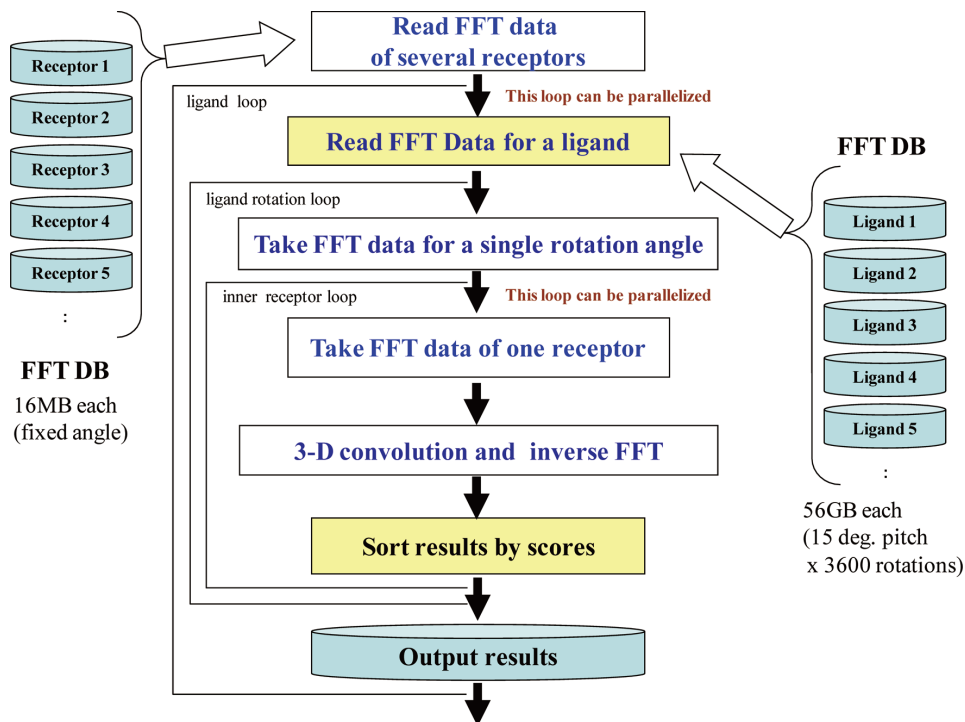 Read FFT data
of several receptors
Receptor 1
Receptor 2
Receptor 3
Receptor 4
Receptor 5
:
FFT DB
16MB each
(fixed angle)
ligand loop
This loop can be parallelized
Read FFT Data for a ligand
ligand rotation loop
Take FFT data for a single rotation angle
inner receptor loop
This loop can be parallelized
Take FFT data of one receptor
3-D convolution and inverse FFT
Sort results by scores
Output results
FFT DB
Ligand 1
Ligand 2
Ligand 3
Ligand 4
Ligand 5
:
56GB each
(15 deg. pitch
x 3600 rotations)